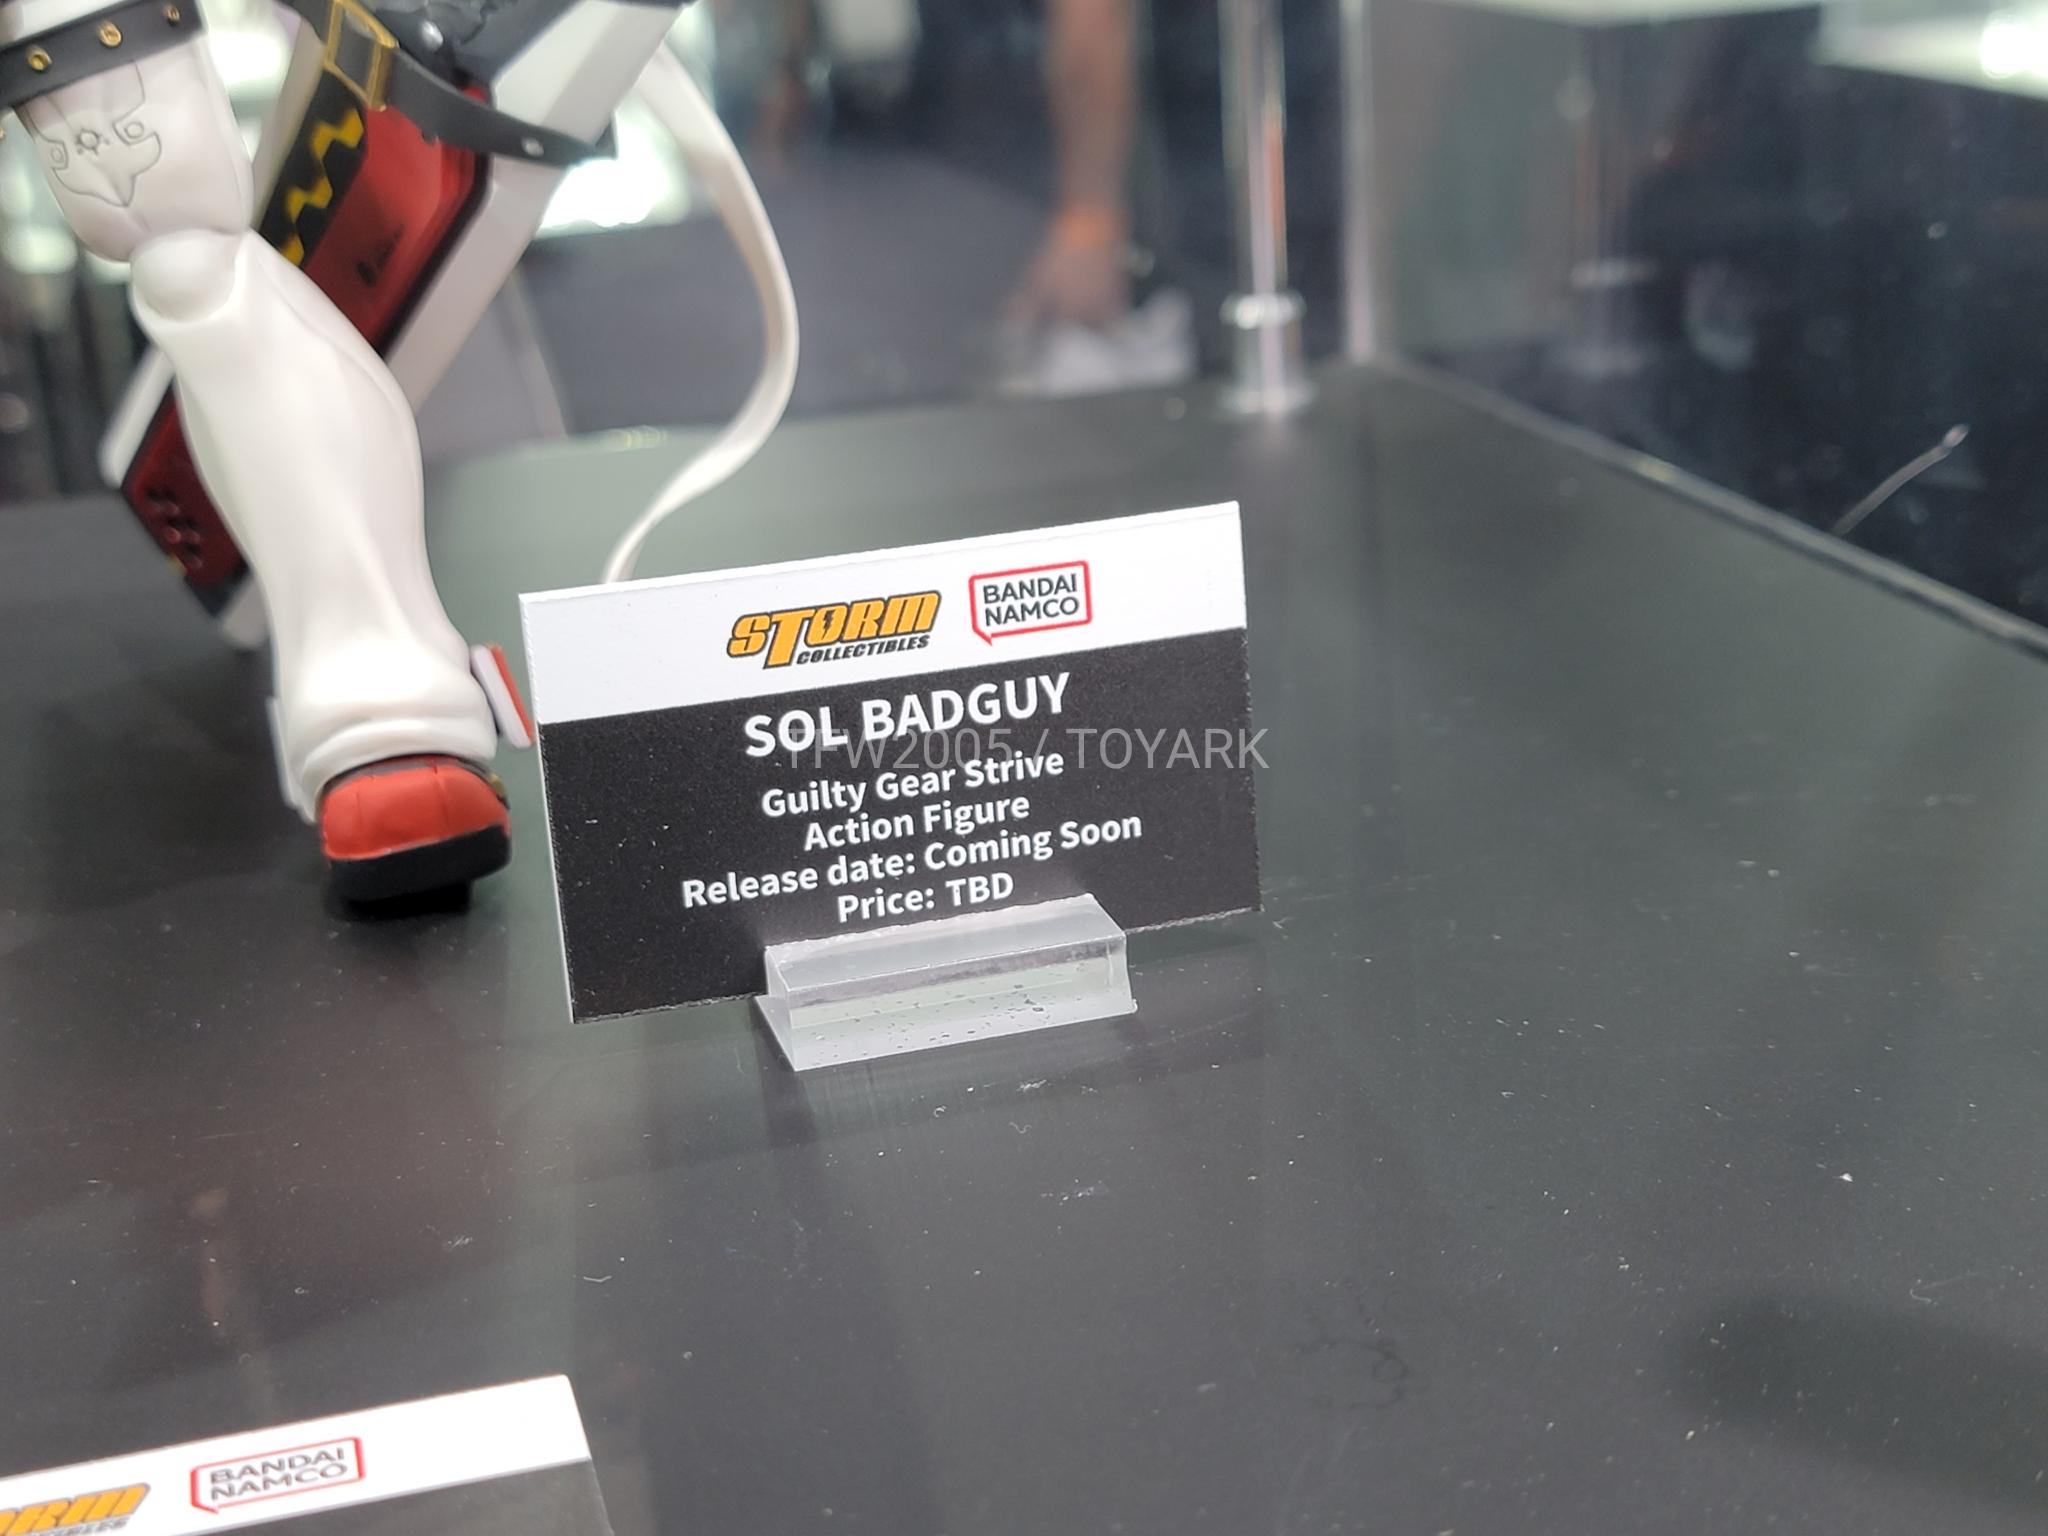 STORM
COLLECTIBLES
BANDAI
NAMCO
SOL BADGUY
TFW2005 / TOYARK
Guilty Gear Strive
Action Figure
Release date: Coming Soon
Price: TBD
BANDAI
NAMCO